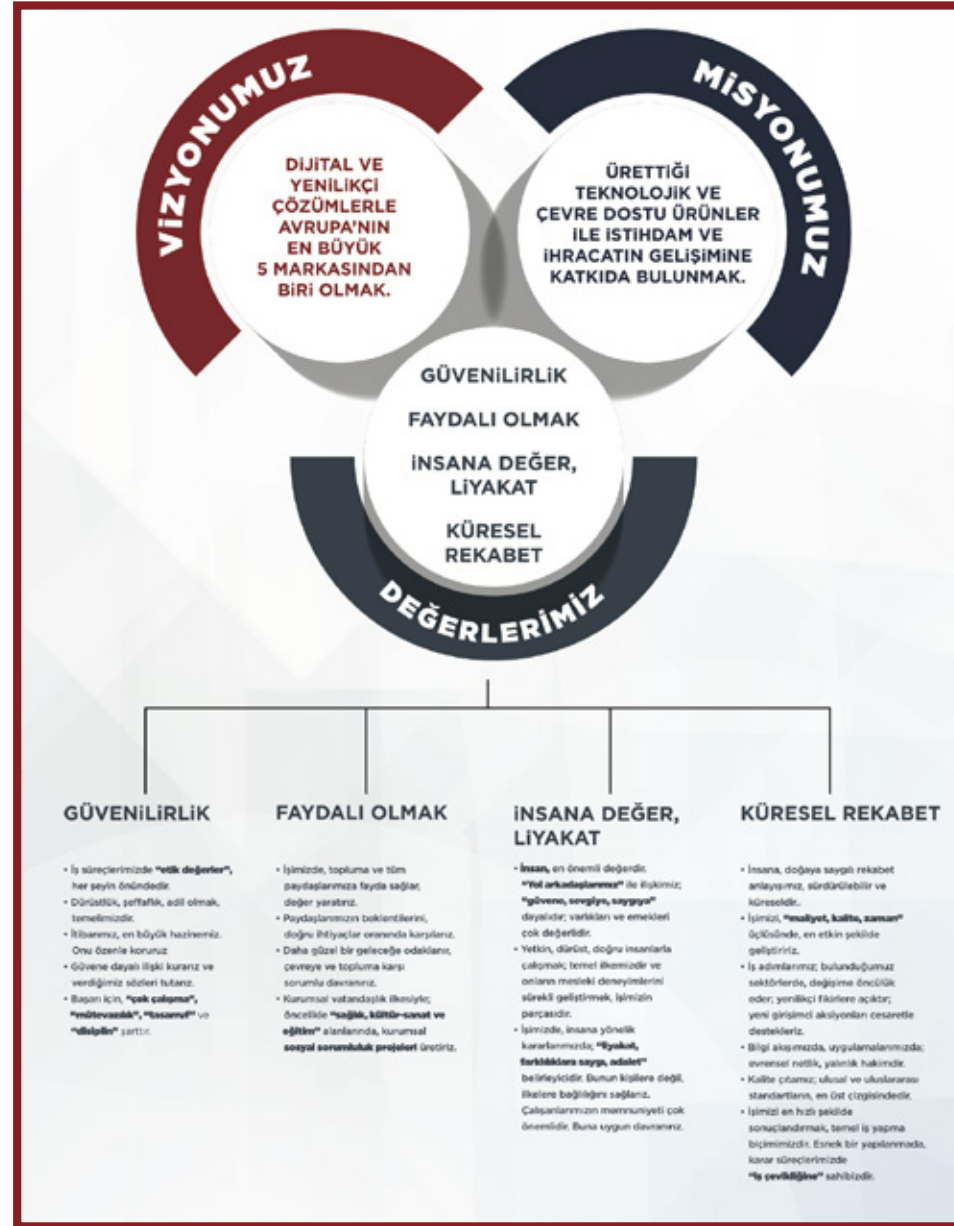 VİZYONUMUZ
DİJİTAL VE
YENİLİKÇİ
ÇÖZÜMLERLE
AVRUPA'NIN
EN BÜYÜK
5 MARKASINDAN
BİRİ OLMAK.
MİSYONUMUZ
ÜRETTİĞİ
TEKNOLOJİK VE
ÇEVRE DOSTU ÜRÜNLER
İLE İSTİHDAM VE
İHRACATIN GELİŞİMİNE
KATKIDA BULUNMAK.
GÜVENİLİRLİK
FAYDALI OLMAK
İNSANA DEĞER,
LİYAKAT
KÜRESEL
REKABET
DEĞERLERİMİZ
GÜVENİLİRLİK
• İş süreçlerimizde "etik değerler",
her şeyin önündedir.
• Dürüstlük, şeffaflık, adil olmak,
temelimizdir.
• İtibarımız, en büyük hazinemiz.
Onu özenle koruruz
• Güvene dayalı ilişki kurarız ve
verdiğimiz sözleri tutarız.
• Başarı için, "çok çalışma",
"mütevazılık", "tasarruf" ve
"disiplin" şarttır.
FAYDALI OLMAK
• İşimizde, topluma ve tüm
paydaşlarımıza fayda sağlar,
değer yaratırız.
• Paydaşlarımızın beklentilerini,
doğru ihtiyaçlar oranında karşılarız.
• Daha güzel bir geleceğe odaklanır,
çevreye ve topluma karşı
sorumlu davranırız.
• Kurumsal vatandaşlık ilkesiyle;
öncelikle "sağlık, kültür-sanat ve
eğitim" alanlarında, kurumsal
sosyal sorumluluk projeleri üretiriz.
İNSANA DEĞER,
LİYAKAT
• İnsan, en önemli değerdir.
"Yol arkadaşlarımız" ile ilişkimiz;
"güvene, sevgiye, saygıya"
dayalıdır; varlıkları ve emekleri
çok değerlidir.
• Yetkin, dürüst, doğru insanlarla
çalışmak; temel ilkemizdir ve
onların mesleki deneyimlerini
sürekli geliştirmek, işimizin
parçasıdır.
• İşimizde, insana yönelik
kararlarımızda; "liyakat,
farklılıklara saygı, adalet"
belirleyicidir. Bunun kişilere değil,
ilkelere bağlılığını sağlarız.
Çalışanlarımızın memnuniyeti çok
önemlidir. Buna uygun davranırız.
KÜRESEL REKABET
• İnsana, doğaya saygılı rekabet
anlayışımız, sürdürülebilir ve
küreseldir.
• İşimizi, "maliyet, kalite, zaman"
üçlüsünde, en etkin şekilde
geliştiririz.
• İş adımlarımız; bulunduğumuz
sektörlerde, değişime öncülük
eder; yenilikçi fikirlere açıktır;
yeni girişimci aksiyonları cesaretle
destekleriz.
• Bilgi akışımızda, uygulamalarımızda;
evrensel netlik, yalınlık hakimdir.
• Kalite çıtamız; ulusal ve uluslararası
standartların, en üst çizgisindedir.
• İşimizi en hızlı şekilde
sonuçlandırmak, temel iş yapma
biçimimizdir. Esnek bir yapılanmada,
karar süreçlerimizde
"iş çevikliğine" sahibizdir.